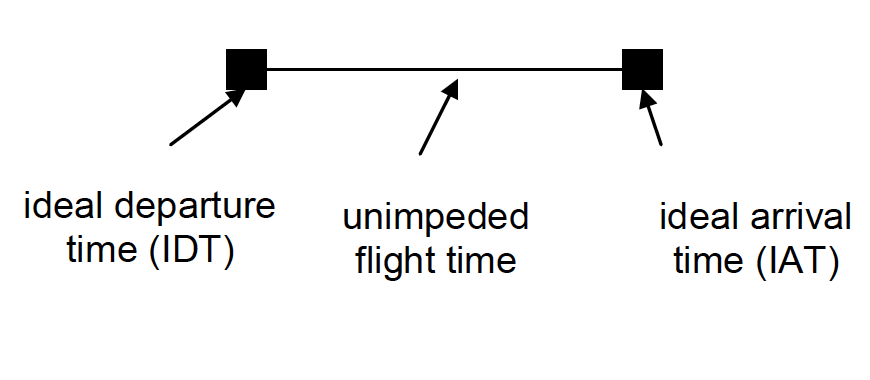 ideal departure
time (IDT)
unimpeded
flight time
ideal arrival
time (IAT)